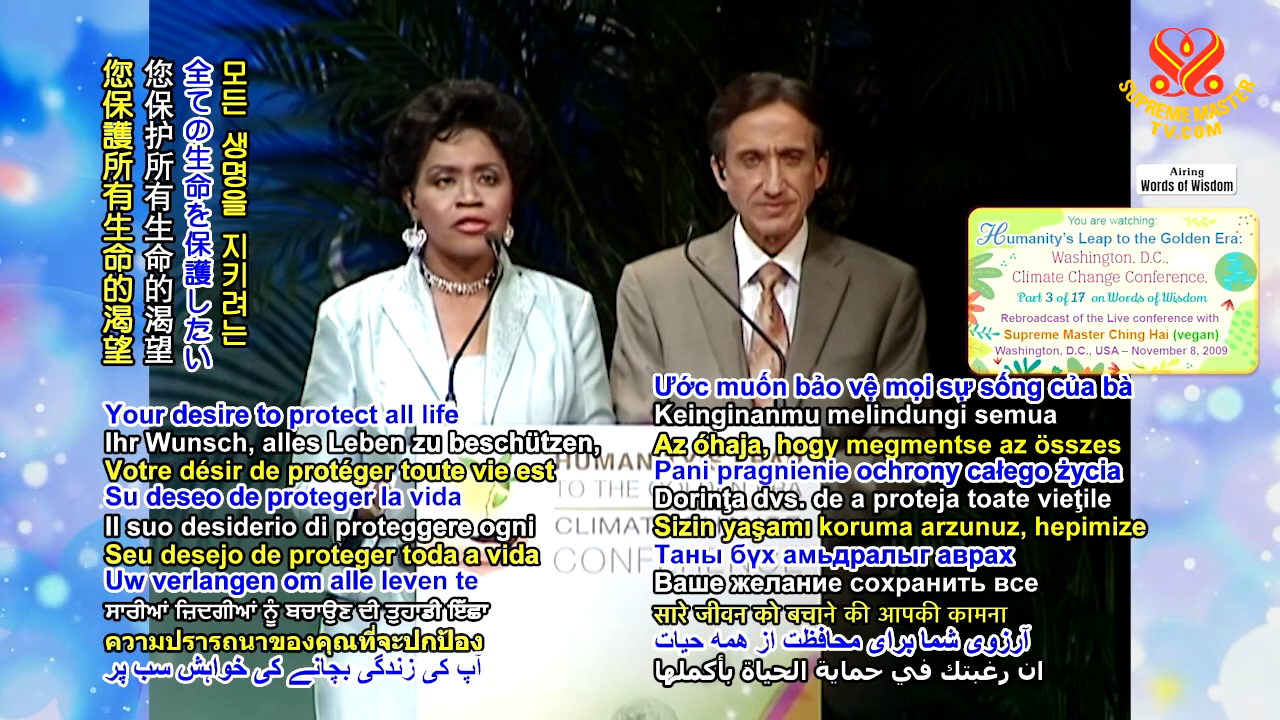 您保護所有生命的渴望
您保护所有生命的渴望
全ての生命を保護したい
모든 생명을 지키려는
SUPREME MASTER
TV.COM
Airing
Words of Wisdom
You are watching:
Humanity's Leap to the Golden Era:
Washington, D.C.,
Climate Change Conference,
Part 3 of 17 on Words of Wisdom
Rebroadcast of the Live conference with
Supreme Master Ching Hai (vegan)
Washington, D.C., USA – November 8, 2009
Your desire to protect all life
Ihr Wunsch, alles Leben zu beschützen,
Votre désir de protéger toute vie est
Su deseo de proteger la vida
Il suo desiderio di proteggere ogni
Seu desejo de proteger toda a vida
Uw verlangen om alle leven te
ਸਾਰੀਆਂ ਜ਼ਿਦਗੀਆਂ ਨੂੰ ਬਚਾਉਣ ਦੀ ਤੁਹਾਡੀ ਇੱਛਾ
ความปรารถนาของคุณที่จะปกป้อง
آپ کی زندگی بچانے کی خواہش سب پر
Ước muốn bảo vệ mọi sự sống của bà
Keinginanmu melindungi semua
Az óhaja, hogy megmentse az összes
Pani pragnienie ochrony całego życia
Dorinţa dvs. de a proteja toate vieţile
Sizin yaşamı koruma arzunuz, hepimize
Таны бүх амьдралыг аврах
Ваше желание сохранить все
सारे जीवन को बचाने की आपकी कामना
آرزوی شما برای محافظت از همه حیات
ان رغبتك في حماية الحياة بأكملها
TO THE
CONFERENCE